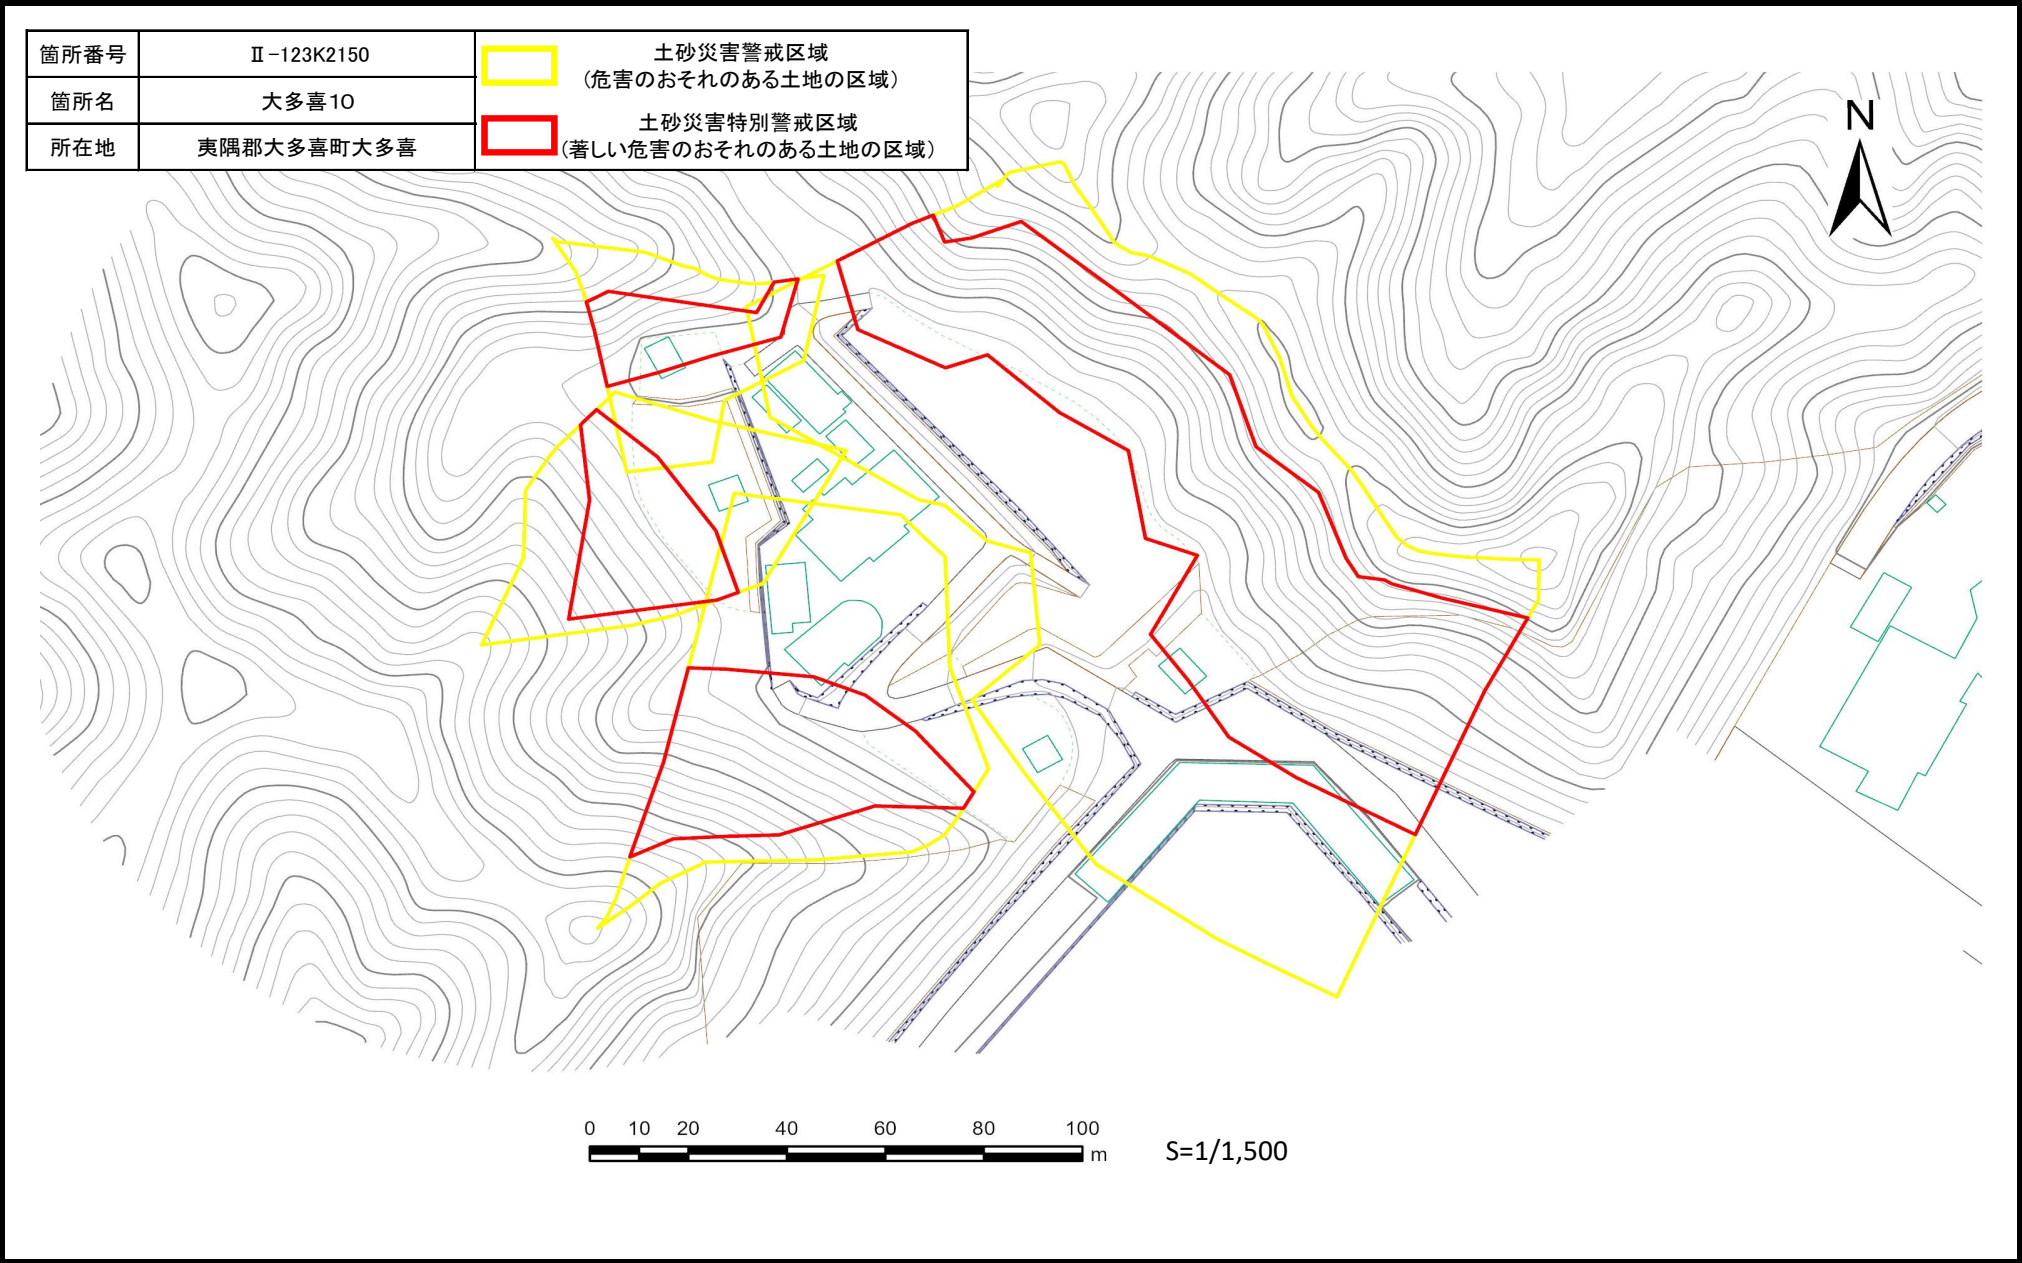 箇所番号
Ⅱ-123K2150
箇所名
大多喜10
所在地
夷隅郡大多喜町大多喜
土砂災害警戒区域
(危害のおそれのある土地の区域)
土砂災害特別警戒区域
(著しい危害のおそれのある土地の区域)
N
0 10 20 40 60 80 100
m
S=1/1,500